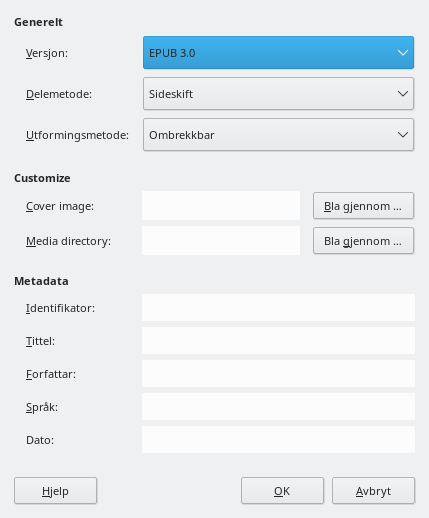 Generelt
Versjon:
EPUB 3.0
Delemetode:
Sideskift
Utformingsmetode:
Ombrekkbar
Customize
Cover image:
Bla gjennom ...
Media directory:
Bla gjennom ...
Metadata
Identifikator:
Tittel:
Forfattar:
Språk:
Dato:
Hjelp
OK
Avbryt